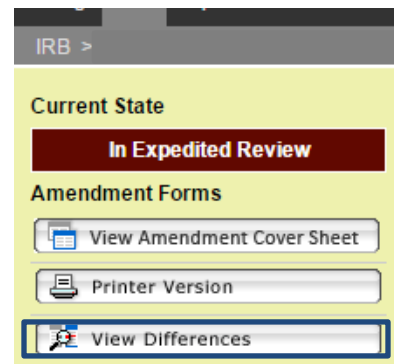 IRB >
Current State
In Expedited Review
Amendment Forms
View Amendment Cover Sheet
Printer Version
View Differences